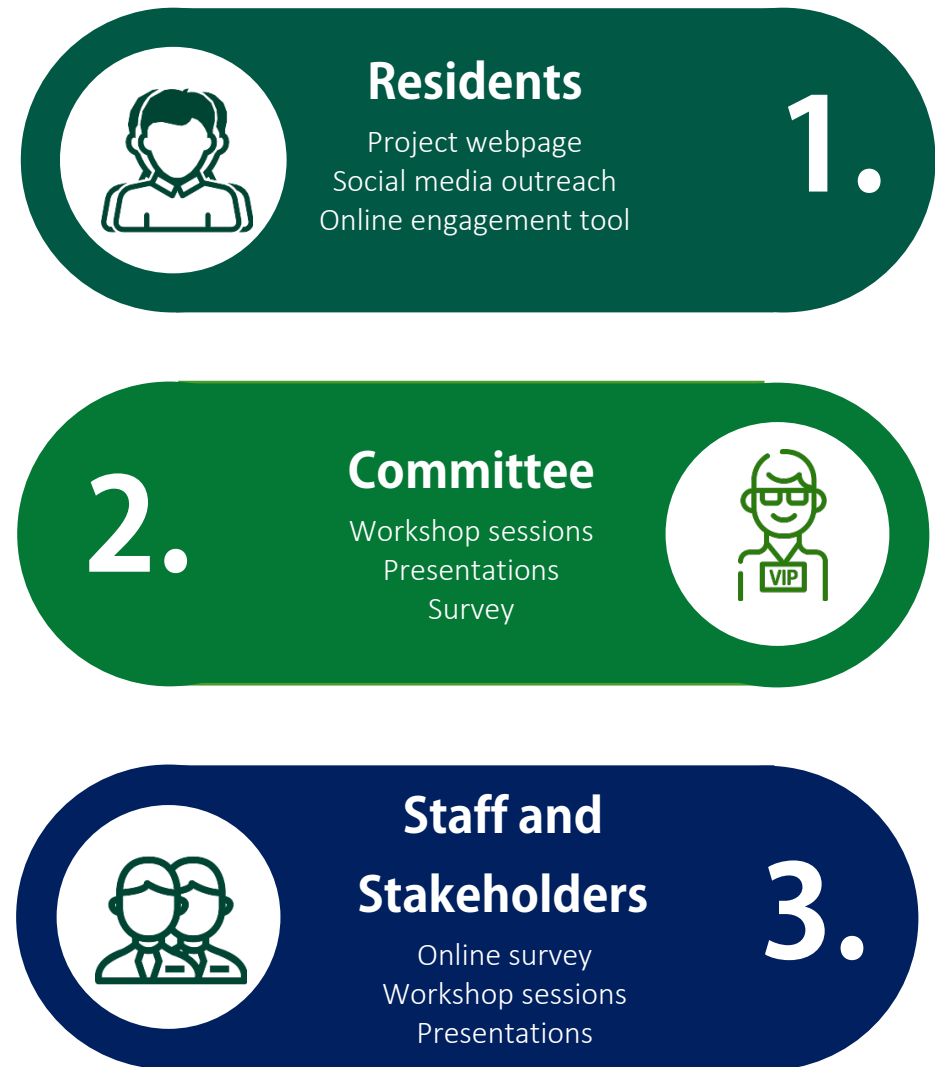 Residents
Project webpage
Social media outreach
Online engagement tool
1.
2.
Committee
Workshop sessions
Presentations
Survey
VIP
Staff and
Stakeholders
Online survey
Workshop sessions
Presentations
3.